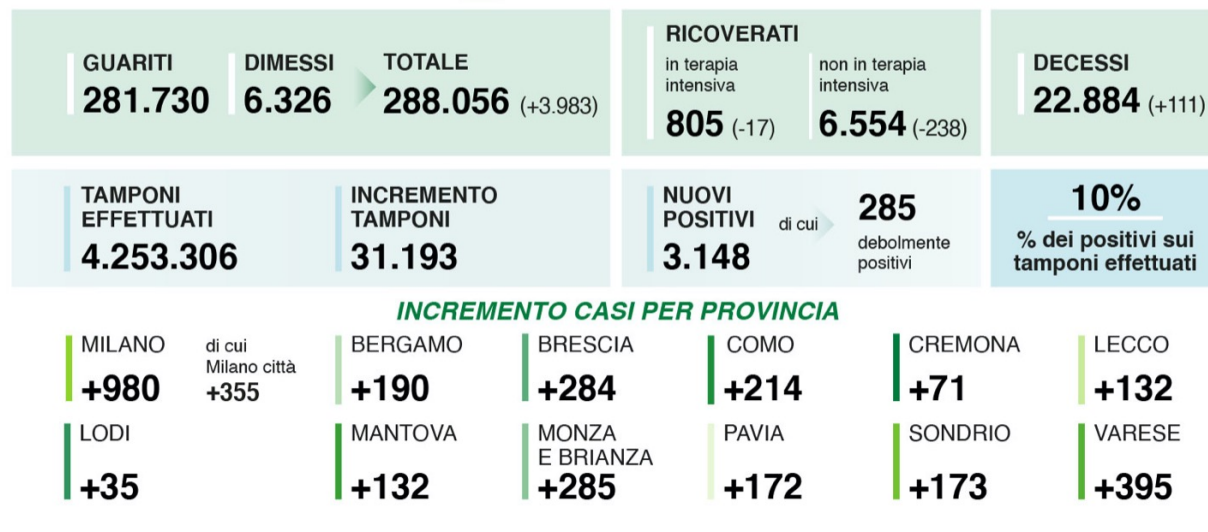 GUARITI
281.730
DIMESSI
6.326
TOTALE
288.056 (+3.983)
RICOVERATI
in terapia
intensiva
805 (-17)
non in terapia
intensiva
6.554 (-238)
DECESSI
22.884 (+111)
TAMPONI
EFFETTUATI
4.253.306
INCREMENTO
TAMPONI
31.193
NUOVI
POSITIVI
3.148
di cui
285
debolmente
positivi
10%
% dei positivi sui
tamponi effettuati
INCREMENTO CASI PER PROVINCIA
MILANO
+980
di cui
Milano città
+355
BERGAMO
+190
BRESCIA
+284
COMO
+214
CREMONA
+71
LECCO
+132
LODI
+35
MANTOVA
+132
MONZA
E BRIANZA
+285
PAVIA
+172
SONDRIO
+173
VARESE
+395